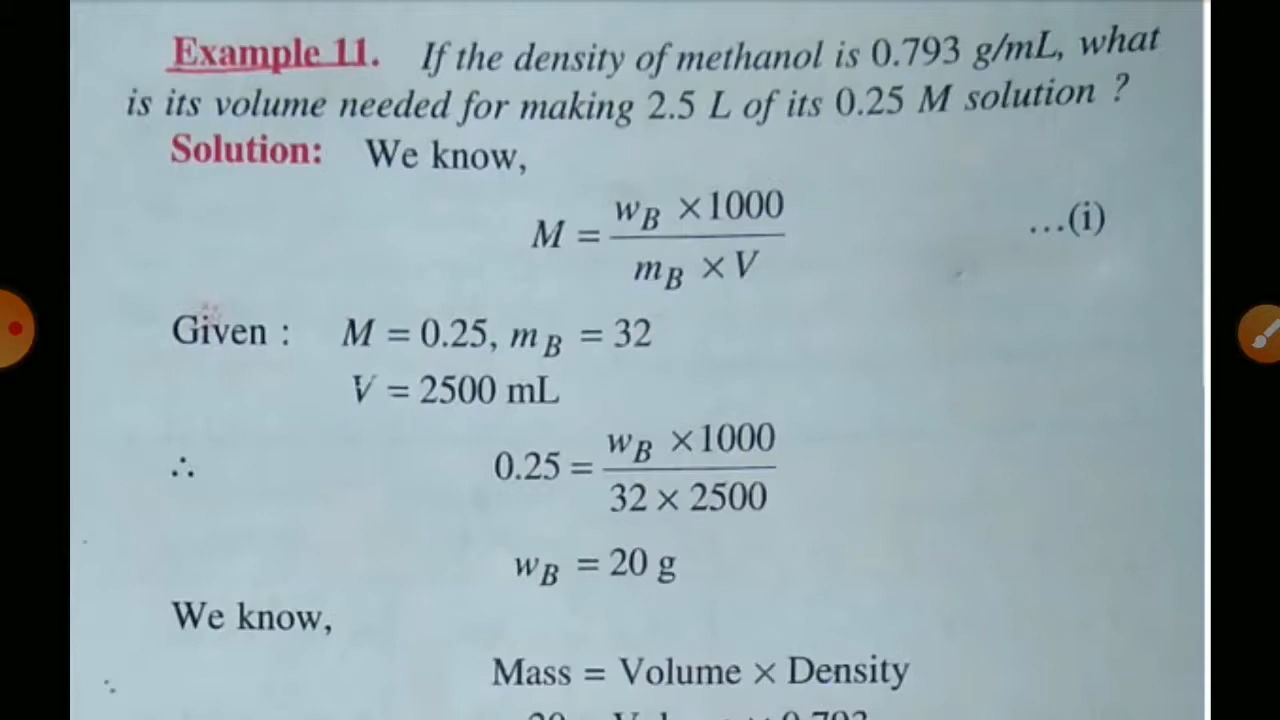 Example 11. If the density of methanol is 0.793 g/mL, what
is its volume needed for making 2.5 L of its 0.25 M solution ?
Solution: We know,
M = \frac{w_B × 1000}{m_B × V} ...(i)
Given : M = 0.25, m_B = 32
V = 2500 mL
∴ 0.25 = \frac{w_B × 1000}{32 × 2500}
w_B = 20 g
We know,
Mass = Volume × Density